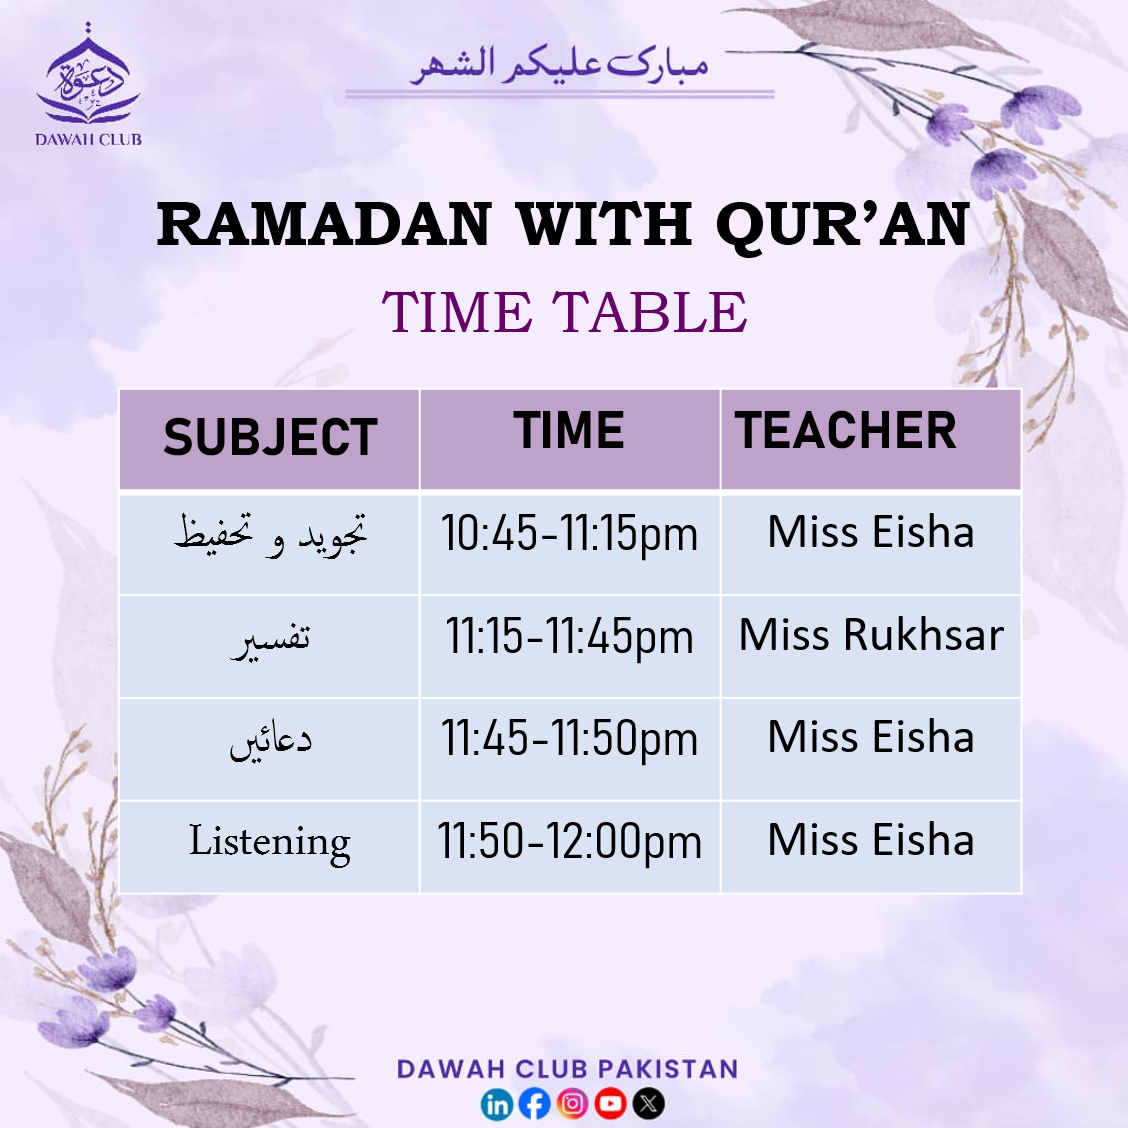 دعوة
DAWAH CLUB
مبارک علیکم الشهر
RAMADAN WITH QUR’AN
TIME TABLE
SUBJECT TIME TEACHER
تجوید و تحفیظ 10:45-11:15pm Miss Eisha
تفسیر 11:15-11:45pm Miss Rukhsar
دعائیں 11:45-11:50pm Miss Eisha
Listening 11:50-12:00pm Miss Eisha
DAWAH CLUB PAKISTAN
in f X